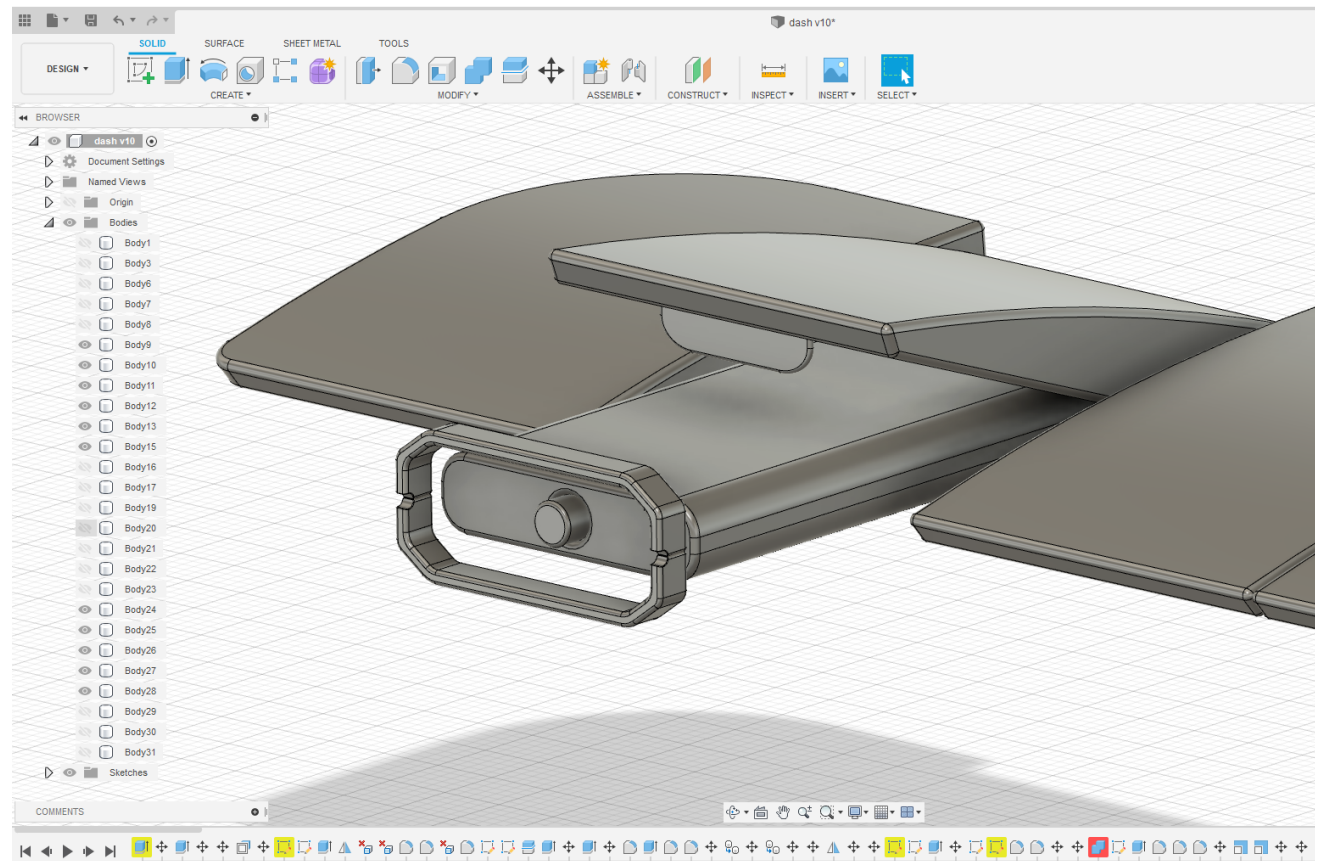 dash v10*
SOLID SURFACE SHEET METAL TOOLS
DESIGN
CREATE MODIFY ASSEMBLE CONSTRUCT INSPECT INSERT SELECT
BROWSER
dash v10
Document Settings
Named Views
Origin
Bodies
Body1
Body3
Body6
Body7
Body8
Body9
Body10
Body11
Body12
Body13
Body15
Body16
Body17
Body19
Body20
Body21
Body22
Body23
Body24
Body25
Body26
Body27
Body28
Body29
Body30
Body31
Sketches
COMMENTS